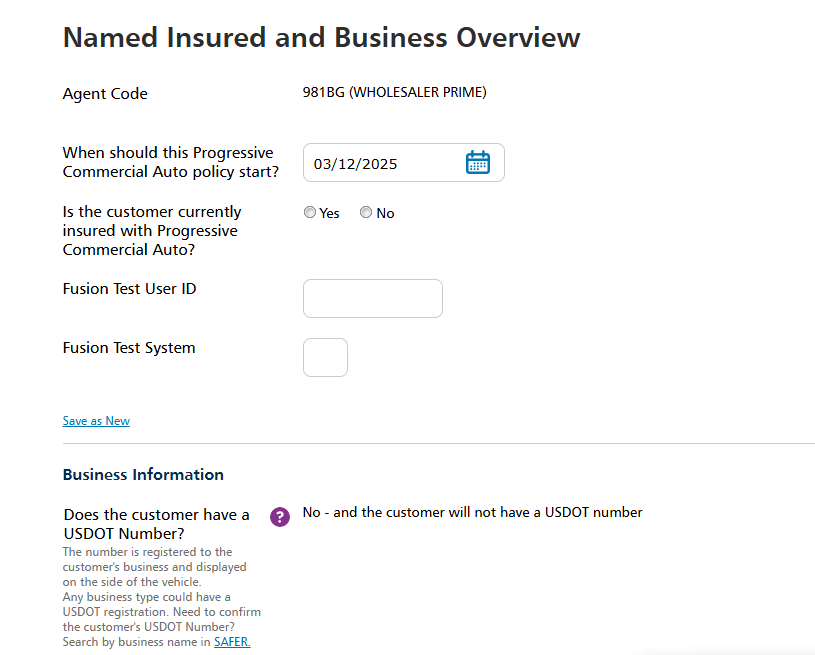 Named Insured and Business Overview
Agent Code
981BG (WHOLESALER PRIME)
When should this Progressive
Commercial Auto policy start?
03/12/2025
Is the customer currently
insured with Progressive
Commercial Auto?
Yes No
Fusion Test User ID
Fusion Test System
Save as New
Business Information
Does the customer have a
USDOT Number?
?
No - and the customer will not have a USDOT number
The number is registered to the
customer's business and displayed
on the side of the vehicle.
Any business type could have a
USDOT registration. Need to confirm
the customer's USDOT Number?
Search by business name in SAFER.